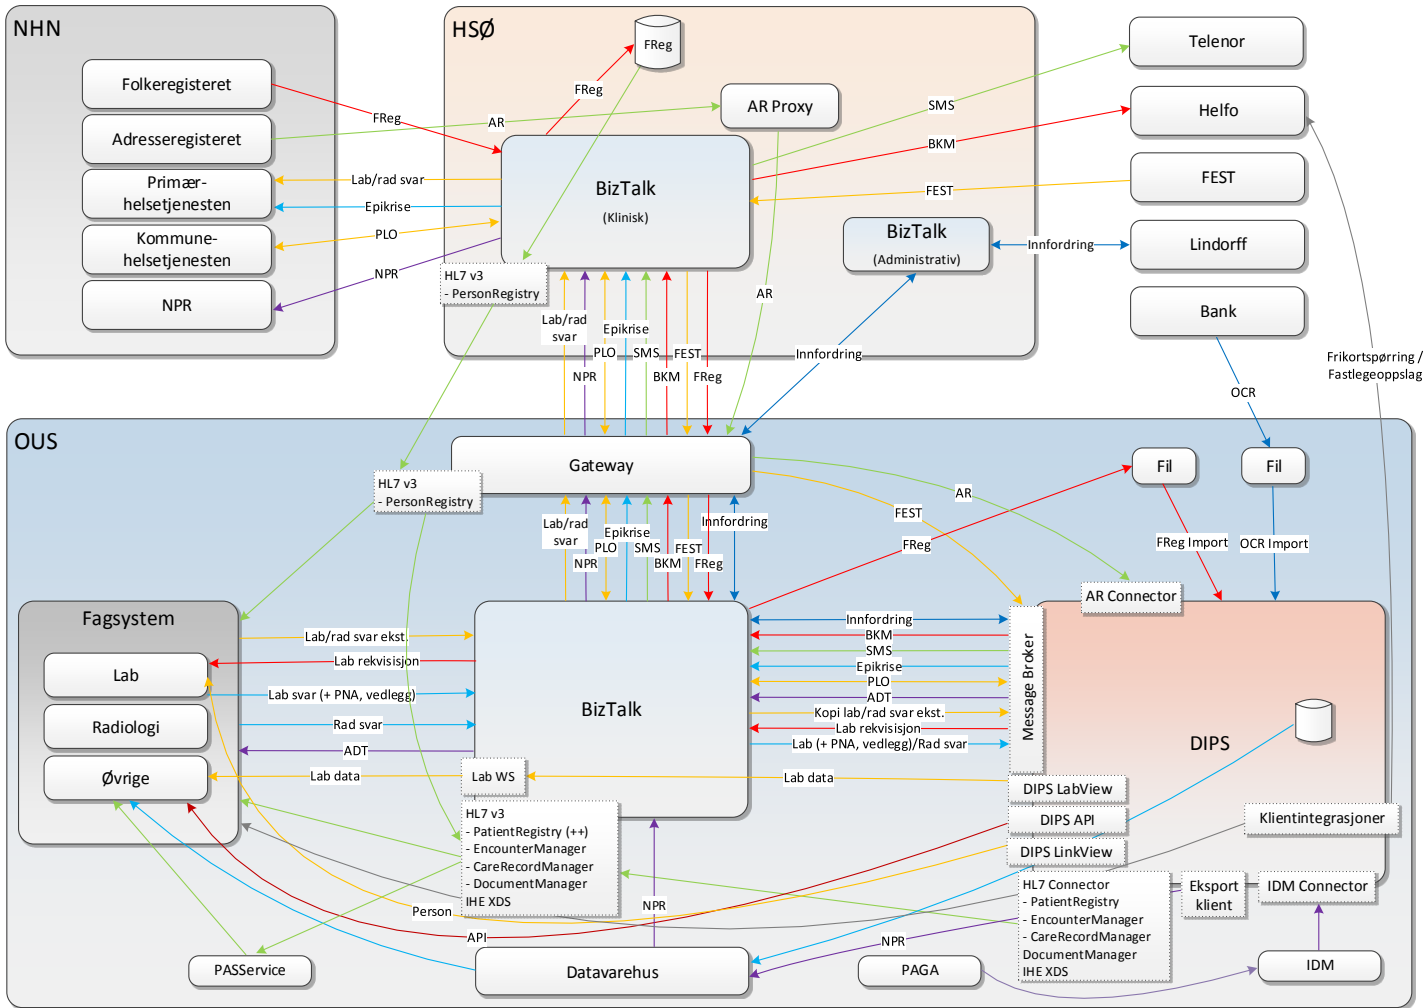 NHN
Folkeregisteret
Adresseregisteret
Primær-
helsetjenesten
Kommune-
helsetjenesten
NPR
FReg
AR
Lab/rad svar
Epikrise
PLO
NPR
HSØ
FReg
FReg
AR Proxy
BizTalk
(Klinisk)
BizTalk
(Administrativ)
HL7 v3
- PersonRegistry
SMS
BKM
FEST
Innfordring
Telenor
Helfo
FEST
Lindorff
Bank
Lab/rad
svar
NPR
PLO
Epikrise
SMS
BKM
FEST
FReg
AR
Innfordring
OCR
Frikortspørring /
Fastlegeoppslag
OUS
Gateway
HL7 v3
- PersonRegistry
Fil
Fil
Lab/rad
svar
NPR
PLO
Epikrise
SMS
BKM
FEST
FReg
Innfordring
FReg
FEST
AR
FReg Import
OCR Import
AR Connector
Fagsystem
Lab
Radiologi
Øvrige
Lab/rad svar ekst.
Lab rekvisisjon
Lab svar (+ PNA, vedlegg)
Rad svar
ADT
Lab data
BizTalk
Lab WS
HL7 v3
- PatientRegistry (++)
- EncounterManager
- CareRecordManager
- DocumentManager
IHE XDS
Innfordring
BKM
SMS
Epikrise
PLO
ADT
Kopi lab/rad svar ekst.
Lab rekvisisjon
Lab (+ PNA, vedlegg)/Rad svar
Lab data
Message Broker
DIPS
DIPS LabView
DIPS API
DIPS LinkView
Klientintegrasjoner
HL7 Connector
- PatientRegistry
- EncounterManager
- CareRecordManager
DocumentManager
IHE XDS
Eksport
klient
IDM Connector
Person
API
NPR
NPR
PASService
Datavarehus
PAGA
IDM